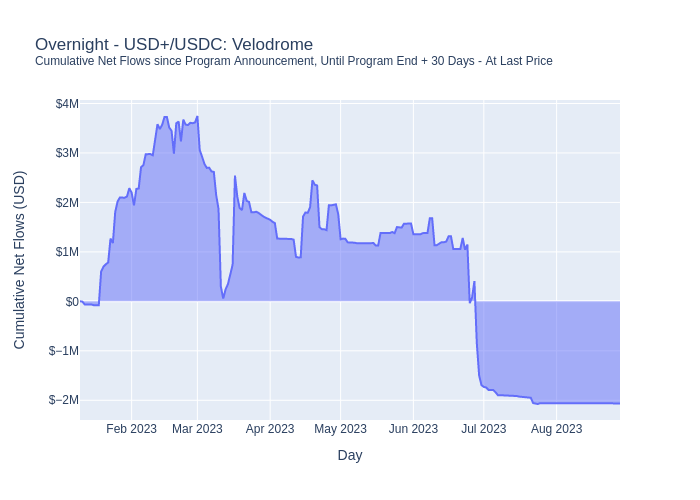 Overnight - USD+/USDC: Velodrome
Cumulative Net Flows since Program Announcement, Until Program End + 30 Days - At Last Price
Cumulative Net Flows (USD)
$4M
$3M
$2M
$1M
$0
$−1M
$−2M
Feb 2023 Mar 2023 Apr 2023 May 2023 Jun 2023 Jul 2023 Aug 2023
Day